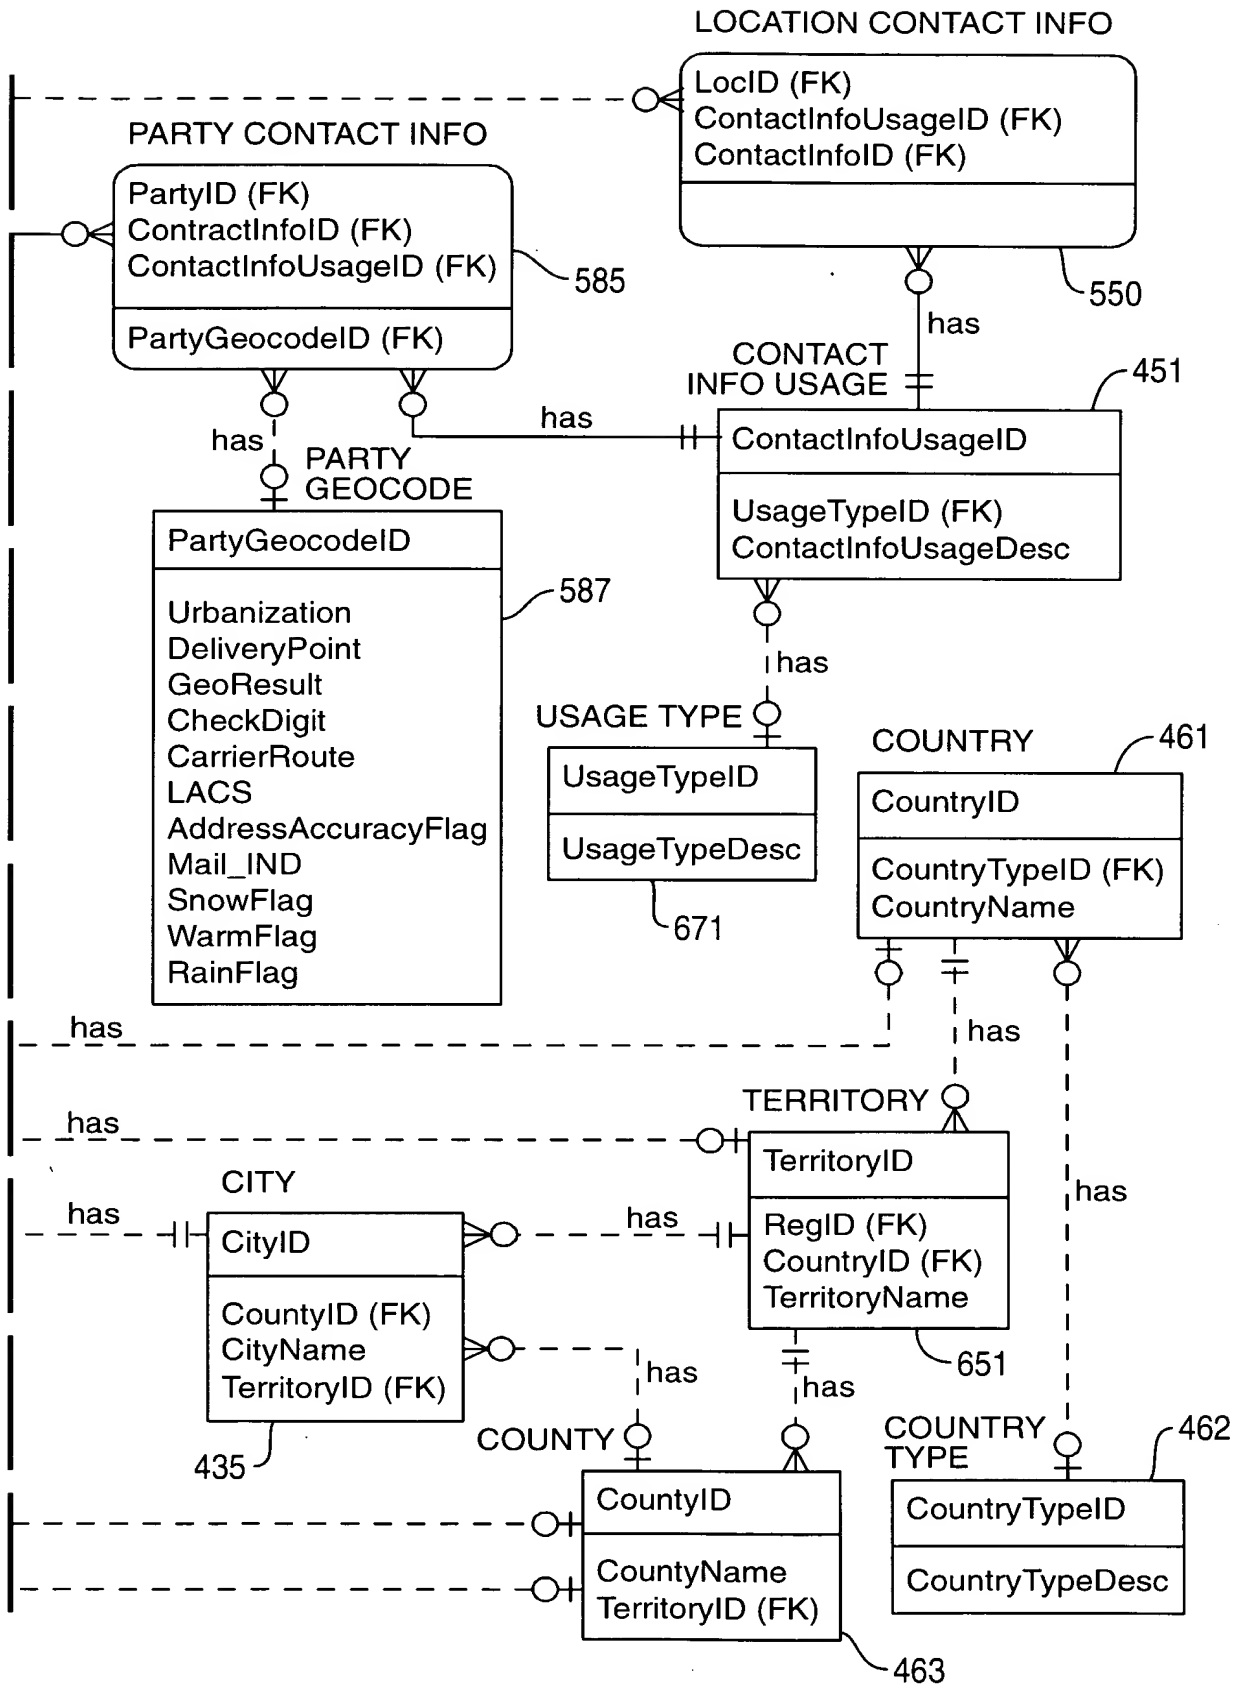 LOCATION CONTACT INFO
LocID (FK)
ContactInfoUsageID (FK)
ContactInfoID (FK)
550
PARTY CONTACT INFO
PartyID (FK)
ContractInfoID (FK)
ContactInfoUsageID (FK)
PartyGeocodeID (FK)
585
has
CONTACT
INFO USAGE
451
ContactInfoUsageID
UsageTypeID (FK)
ContactInfoUsageDesc
has
has
PARTY
GEOCODE
PartyGeocodeID
Urbanization
DeliveryPoint
GeoResult
CheckDigit
CarrierRoute
LACS
AddressAccuracyFlag
Mail_IND
SnowFlag
WarmFlag
RainFlag
587
has
USAGE TYPE
UsageTypeID
UsageTypeDesc
671
COUNTRY
461
CountryID
CountryTypeID (FK)
CountryName
has
has
TERRITORY
TerritoryID
RegID (FK)
CountryID (FK)
TerritoryName
651
has
has
CITY
has
CityID
CountyID (FK)
CityName
TerritoryID (FK)
435
has
has
has
COUNTY
CountyID
CountyName
TerritoryID (FK)
463
COUNTRY
TYPE
462
CountryTypeID
CountryTypeDesc